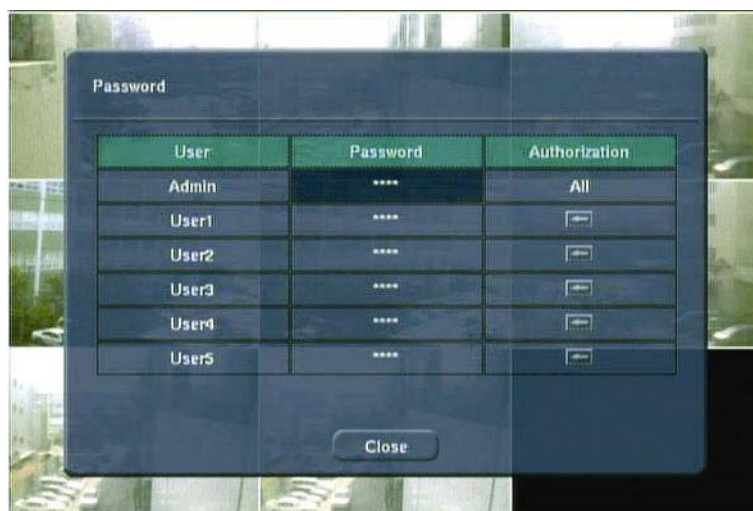 Password
User Password Authorization
Admin **** All
User1 ****
User2 ****
User3 ****
User4 ****
User5 ****
Close